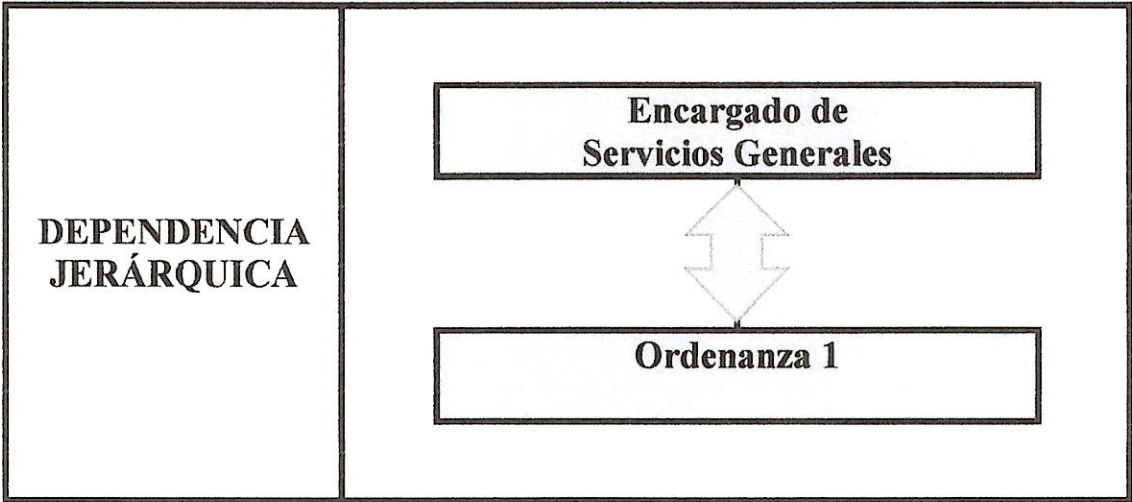 DEPENDENCIA
JERÁRQUICA
Encargado de
Servicios Generales
Ordenanza 1